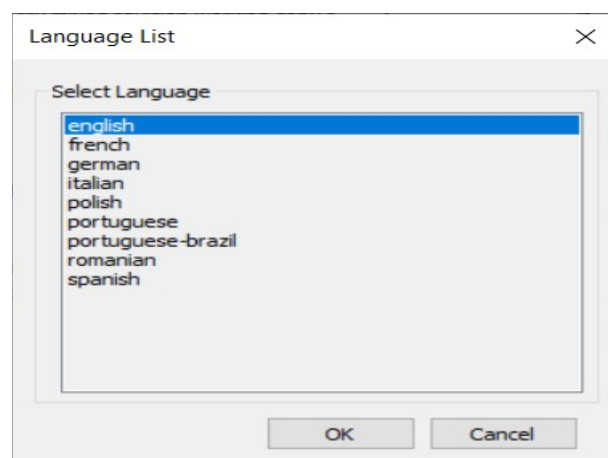 Language List
Select Language
english
french
german
italian
polish
portuguese
portuguese-brazil
romanian
spanish
OK
Cancel